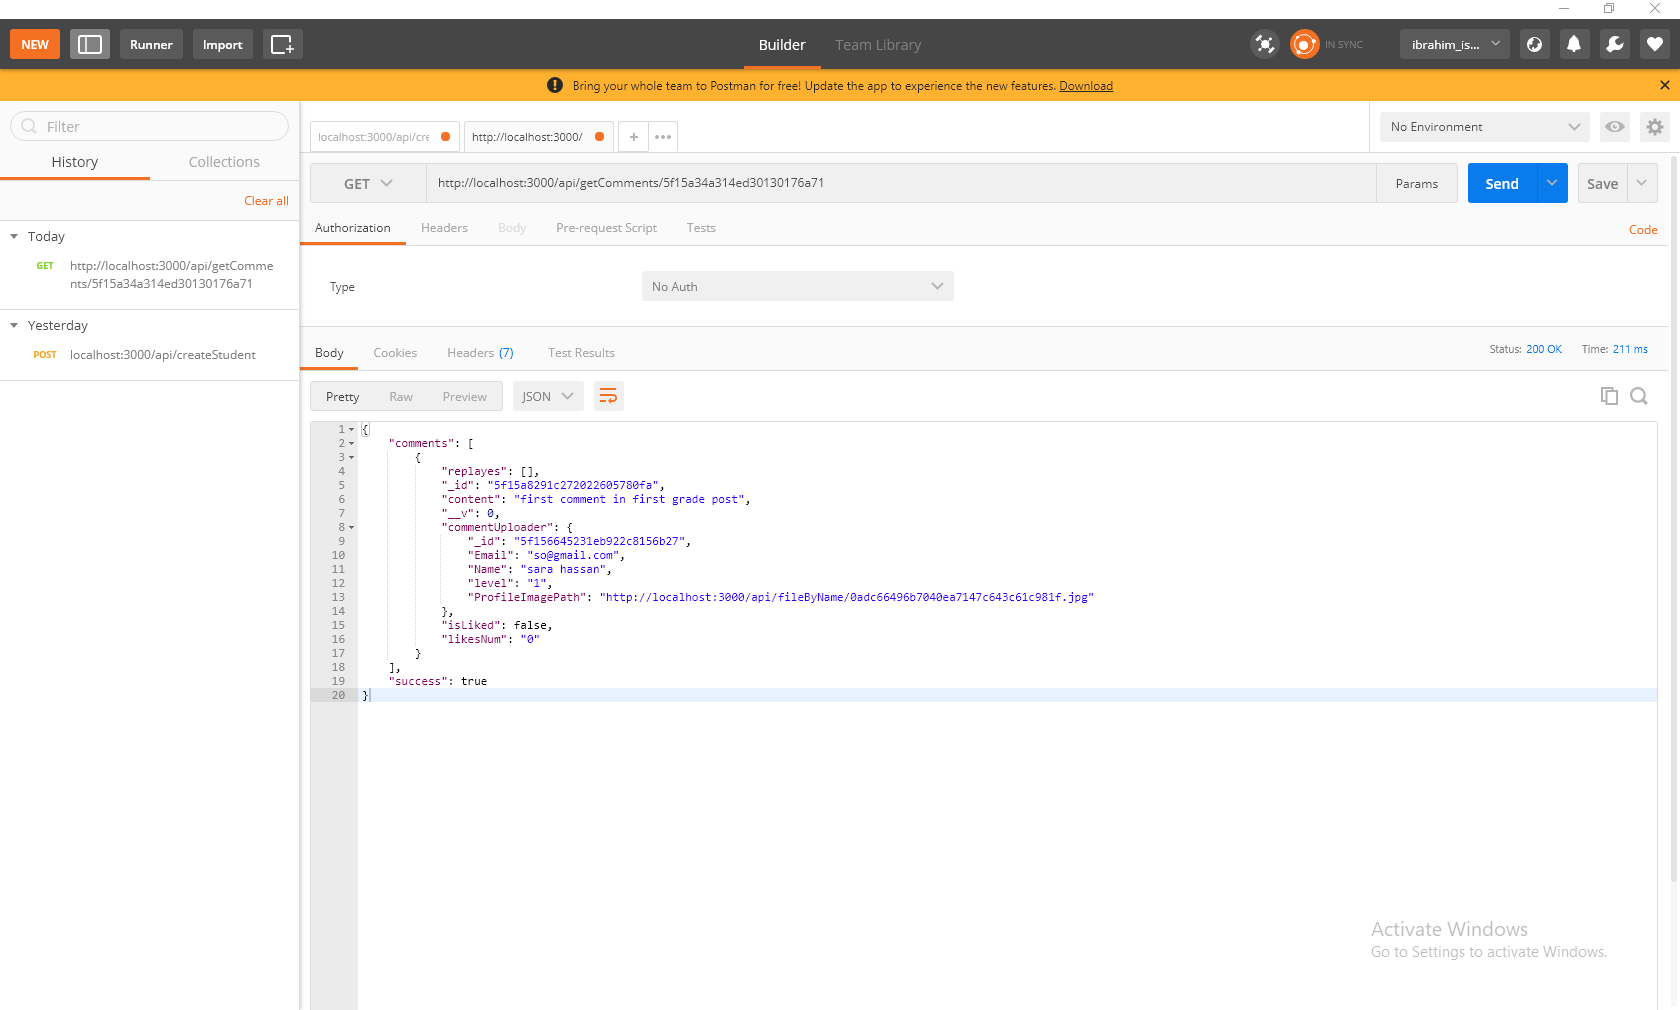 NEW
Runner
Import
Builder
Team Library
IN SYNC
ibrahim_is...
Bring your whole team to Postman for free! Update the app to experience the new features. Download
Filter
History
Collections
Clear all
Today
GET http://localhost:3000/api/getComme
nts/5f15a34a314ed30130176a71
Yesterday
POST localhost:3000/api/createStudent
localhost:3000/api/cre
http://localhost:3000/
No Environment
GET
http://localhost:3000/api/getComments/5f15a34a314ed30130176a71
Params
Send
Save
Authorization
Headers
Body
Pre-request Script
Tests
Code
Type
No Auth
Body
Cookies
Headers (7)
Test Results
Status: 200 OK
Time: 211 ms
Pretty
Raw
Preview
JSON
1 {
2 "comments": [
3 {
4 "replayes": [],
5 "_id": "5f15a8291c272022605780fa",
6 "content": "first comment in first grade post",
7 "__v": 0,
8 "commentUploader": {
9 "_id": "5f156645231eb922c8156b27",
10 "Email": "so@gmail.com",
11 "Name": "sara hassan",
12 "level": "1",
13 "ProfileImagePath": "http://localhost:3000/api/fileByName/0adc66496b7040ea7147c643c61c981f.jpg"
14 },
15 "isLiked": false,
16 "likesNum": "0"
17 }
18 ],
19 "success": true
20 }
Activate Windows
Go to Settings to activate Windows.